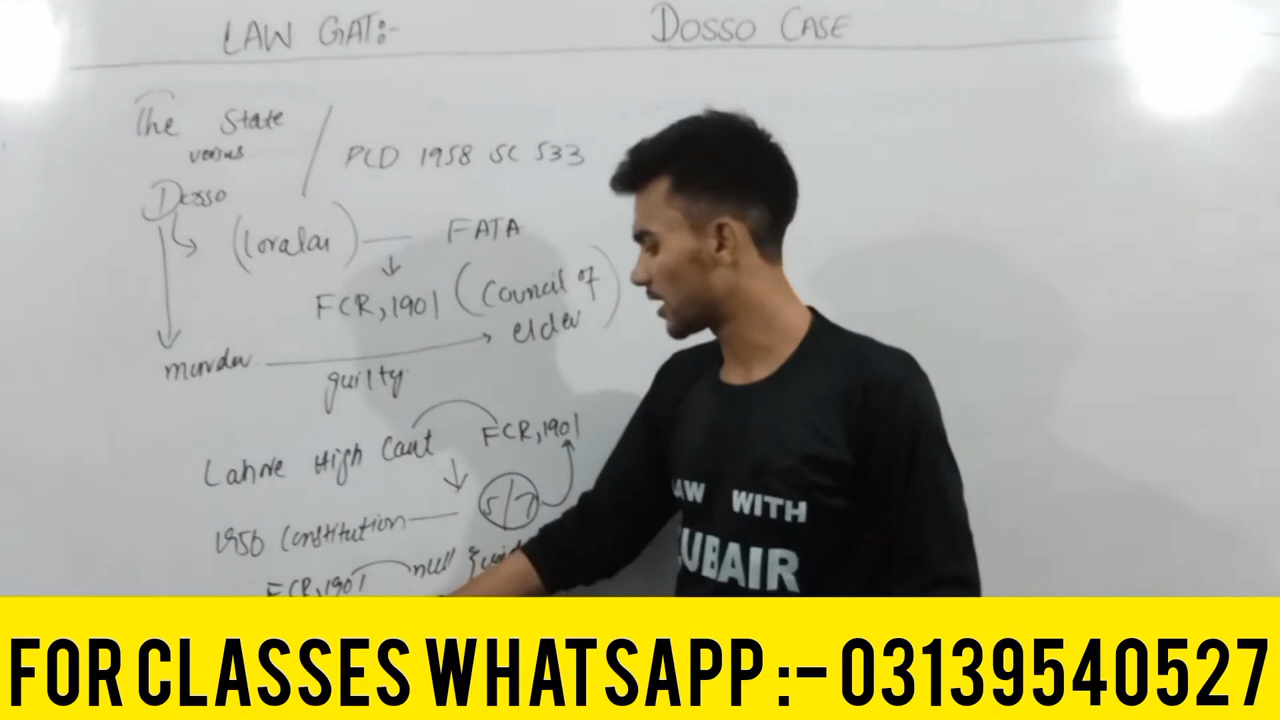 LAW GAT:-
DOSSO CASE
The State
versus
Dosso
PLD 1958 SC 533
(Loralai) — FATA
FCR, 1901 (Council of
elder
murder
guilty
Lahore High Court FCR, 1901
1956 Constitution — 5/7
FCR, 1901 null &
LAW WITH
UBAIR
FOR CLASSES WHATSAPP :- 03139540527